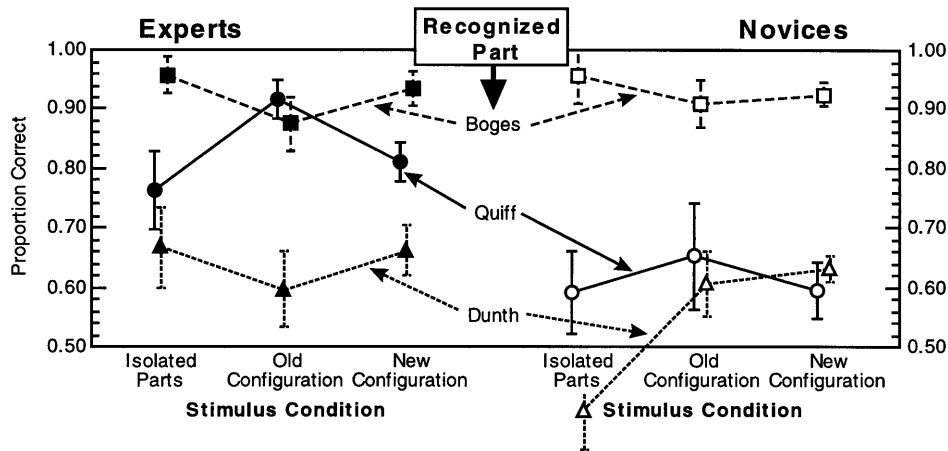 Experts
Recognized
Part
Novices
1.00
0.90
0.80
0.70
0.60
0.50
Proportion Correct
Boges
Quiff
Dunth
1.00
0.90
0.80
0.70
0.60
0.50
Isolated
Parts
Old
Configuration
New
Configuration
Stimulus Condition
Isolated
Parts
Old
Configuration
New
Configuration
Stimulus Condition